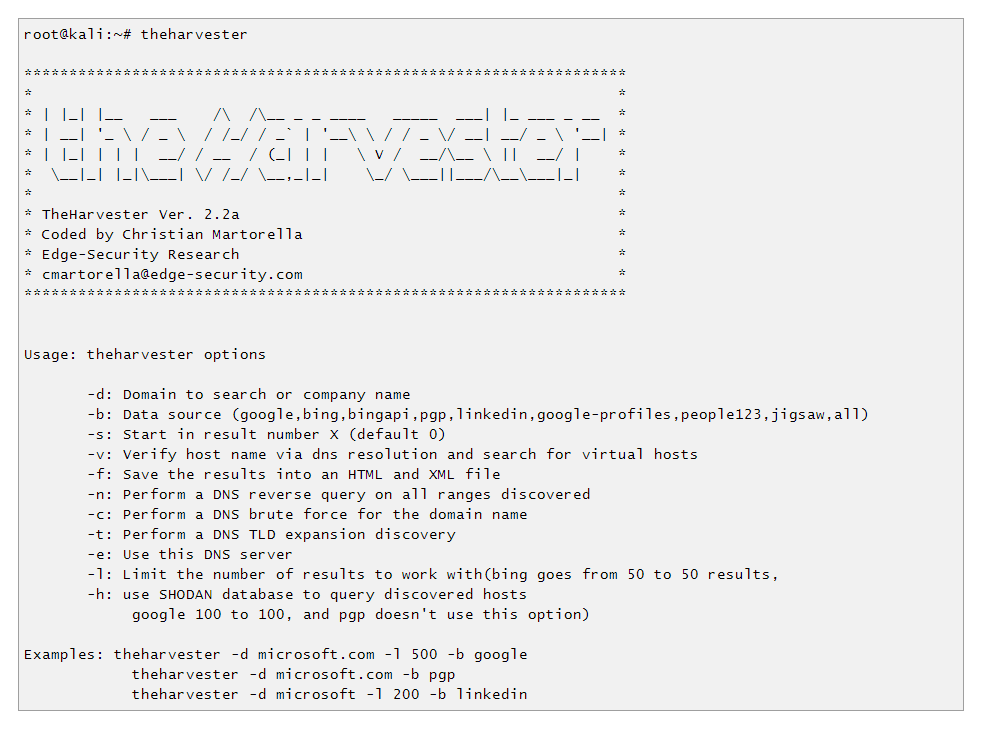 root@kali:~# theharvester
*******************************************************************
*                                                                 *
* | |_| |__    ___      /\  /\__ _ _ ____    _____  ___| |_ ___ _ __  *
* | __| '_ \ / _ \   / /_/ / _` | '__\ \ / / _ \/ __| __/ _ \ '__| *
* | |_| | | |  __/ / __  / (_| | |   \ V /  __/\__ \ ||  __/ |    *
*  \__|_| |_|\___| \/ /_/ \__,_|_|    \_/ \___||___/\__\___|_|    *
*                                                                 *
* TheHarvester Ver. 2.2a                                          *
* Coded by Christian Martorella                                   *
* Edge-Security Research                                          *
* cmartorella@edge-security.com                                   *
*******************************************************************
Usage: theharvester options
       -d: Domain to search or company name
       -b: Data source (google,bing,bingapi,pgp,linkedin,google-profiles,people123,jigsaw,all)
       -s: Start in result number X (default 0)
       -v: Verify host name via dns resolution and search for virtual hosts
       -f: Save the results into an HTML and XML file
       -n: Perform a DNS reverse query on all ranges discovered
       -c: Perform a DNS brute force for the domain name
       -t: Perform a DNS TLD expansion discovery
       -e: Use this DNS server
       -l: Limit the number of results to work with(bing goes from 50 to 50 results,
       -h: use SHODAN database to query discovered hosts
            google 100 to 100, and pgp doesn't use this option)
Examples: theharvester -d microsoft.com -l 500 -b google
            theharvester -d microsoft.com -b pgp
            theharvester -d microsoft -l 200 -b linkedin